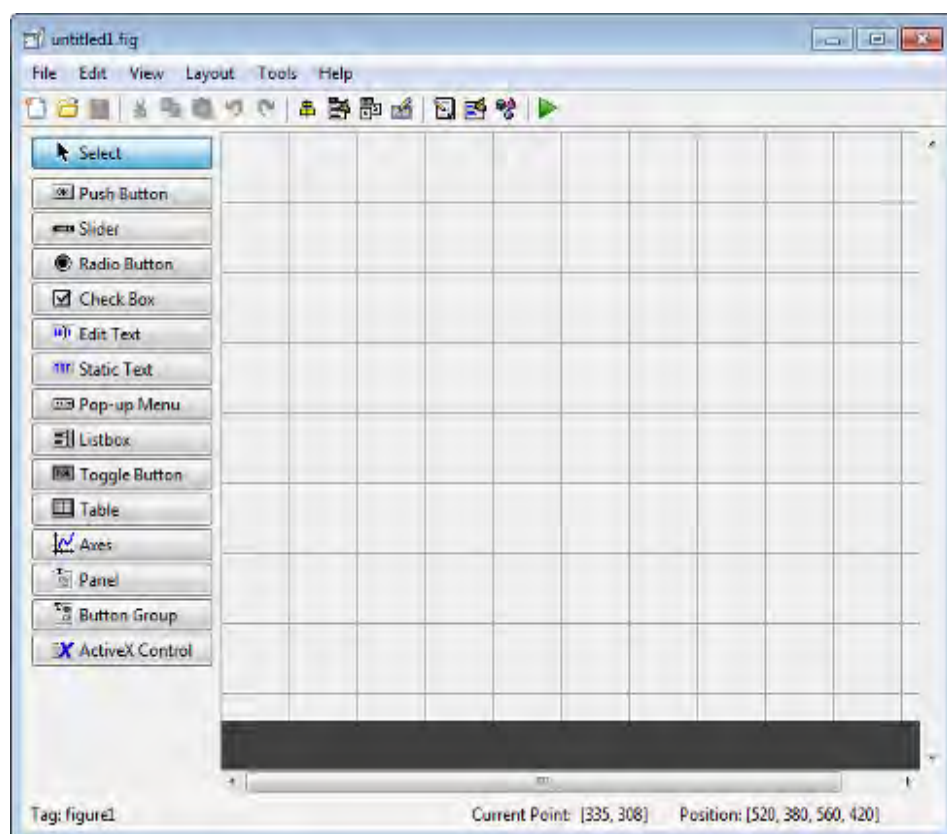 untitled1.fig
File Edit View Layout Tools Help
Select
Push Button
Slider
Radio Button
Check Box
Edit Text
Static Text
Pop-up Menu
Listbox
Toggle Button
Table
Axes
Panel
Button Group
ActiveX Control
Tag: figure1 Current Point: [335, 308] Position: [520, 380, 560, 420]